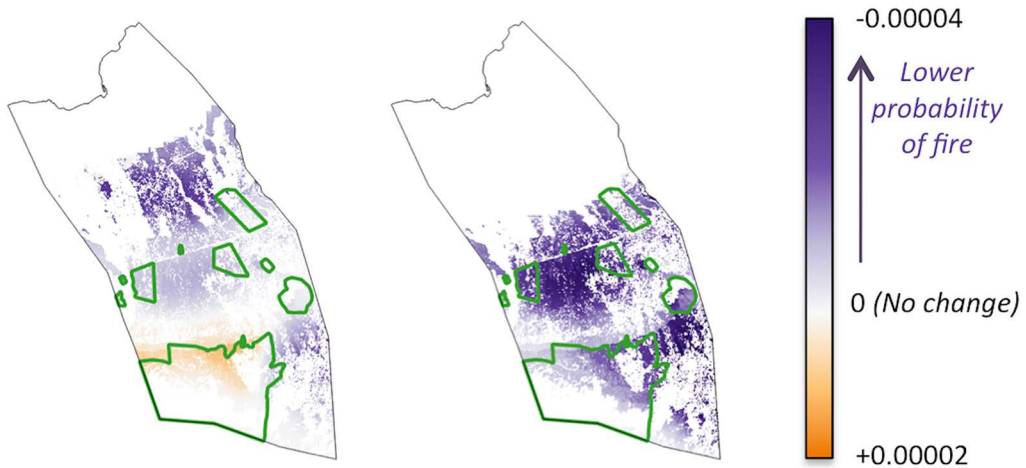 -0.00004
Lower
probability
of fire
0 (No change)
+0.00002